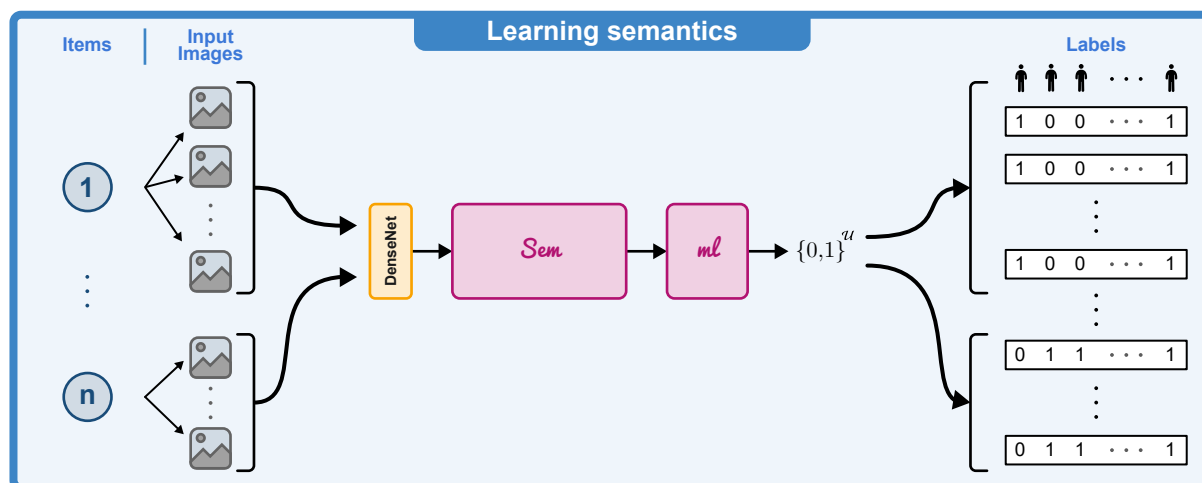 Learning semantics
Items
Input
Images
Labels
1 0 0 · · · 1
1 0 0 · · · 1
1
DenseNet
Sem
ml
{0,1}^u
1 0 0 · · · 1
0 1 1 · · · 1
n
0 1 1 · · · 1